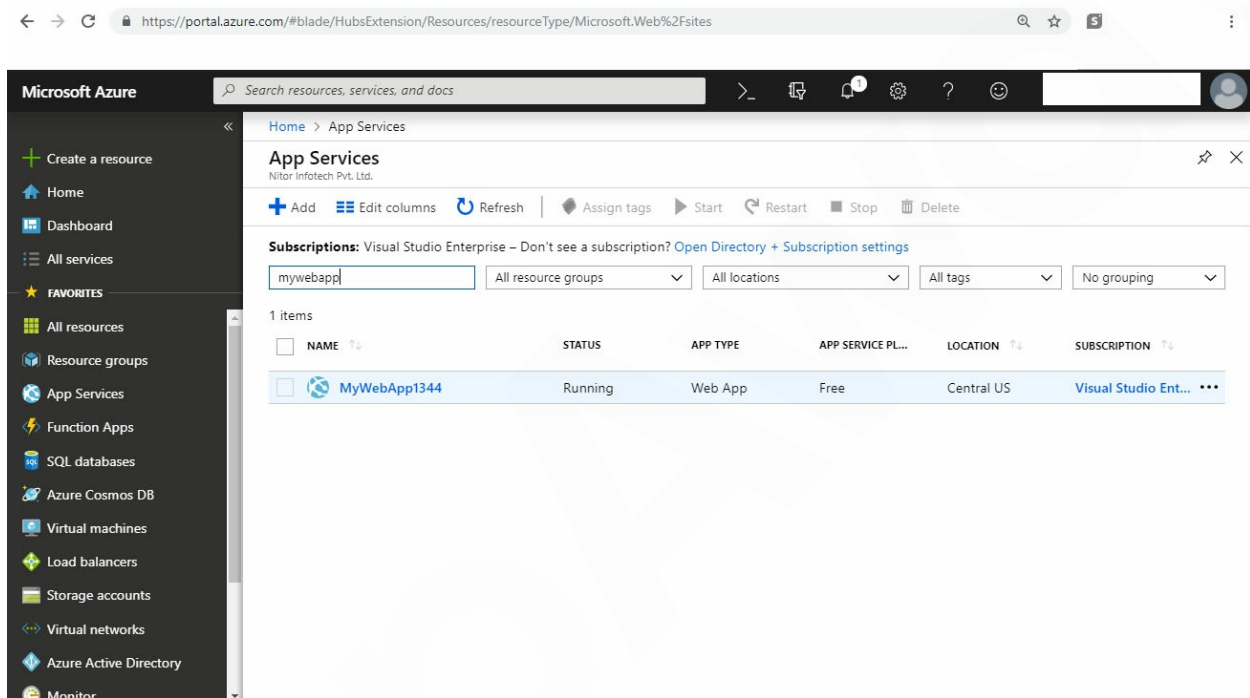 https://portal.azure.com/#blade/HubsExtension/Resources/resourceType/Microsoft.Web%2Fsites
S
Microsoft Azure
Search resources, services, and docs
1
Home > App Services
Create a resource
Home
Dashboard
All services
FAVORITES
All resources
Resource groups
App Services
Function Apps
SQL databases
Azure Cosmos DB
Virtual machines
Load balancers
Storage accounts
Virtual networks
Azure Active Directory
Monitor
App Services
Nitor Infotech Pvt. Ltd.
Add Edit columns Refresh Assign tags Start Restart Stop Delete
Subscriptions: Visual Studio Enterprise – Don't see a subscription? Open Directory + Subscription settings
mywebapp All resource groups All locations All tags No grouping
1 items
NAME STATUS APP TYPE APP SERVICE PL... LOCATION SUBSCRIPTION
MyWebApp1344 Running Web App Free Central US Visual Studio Ent... •••